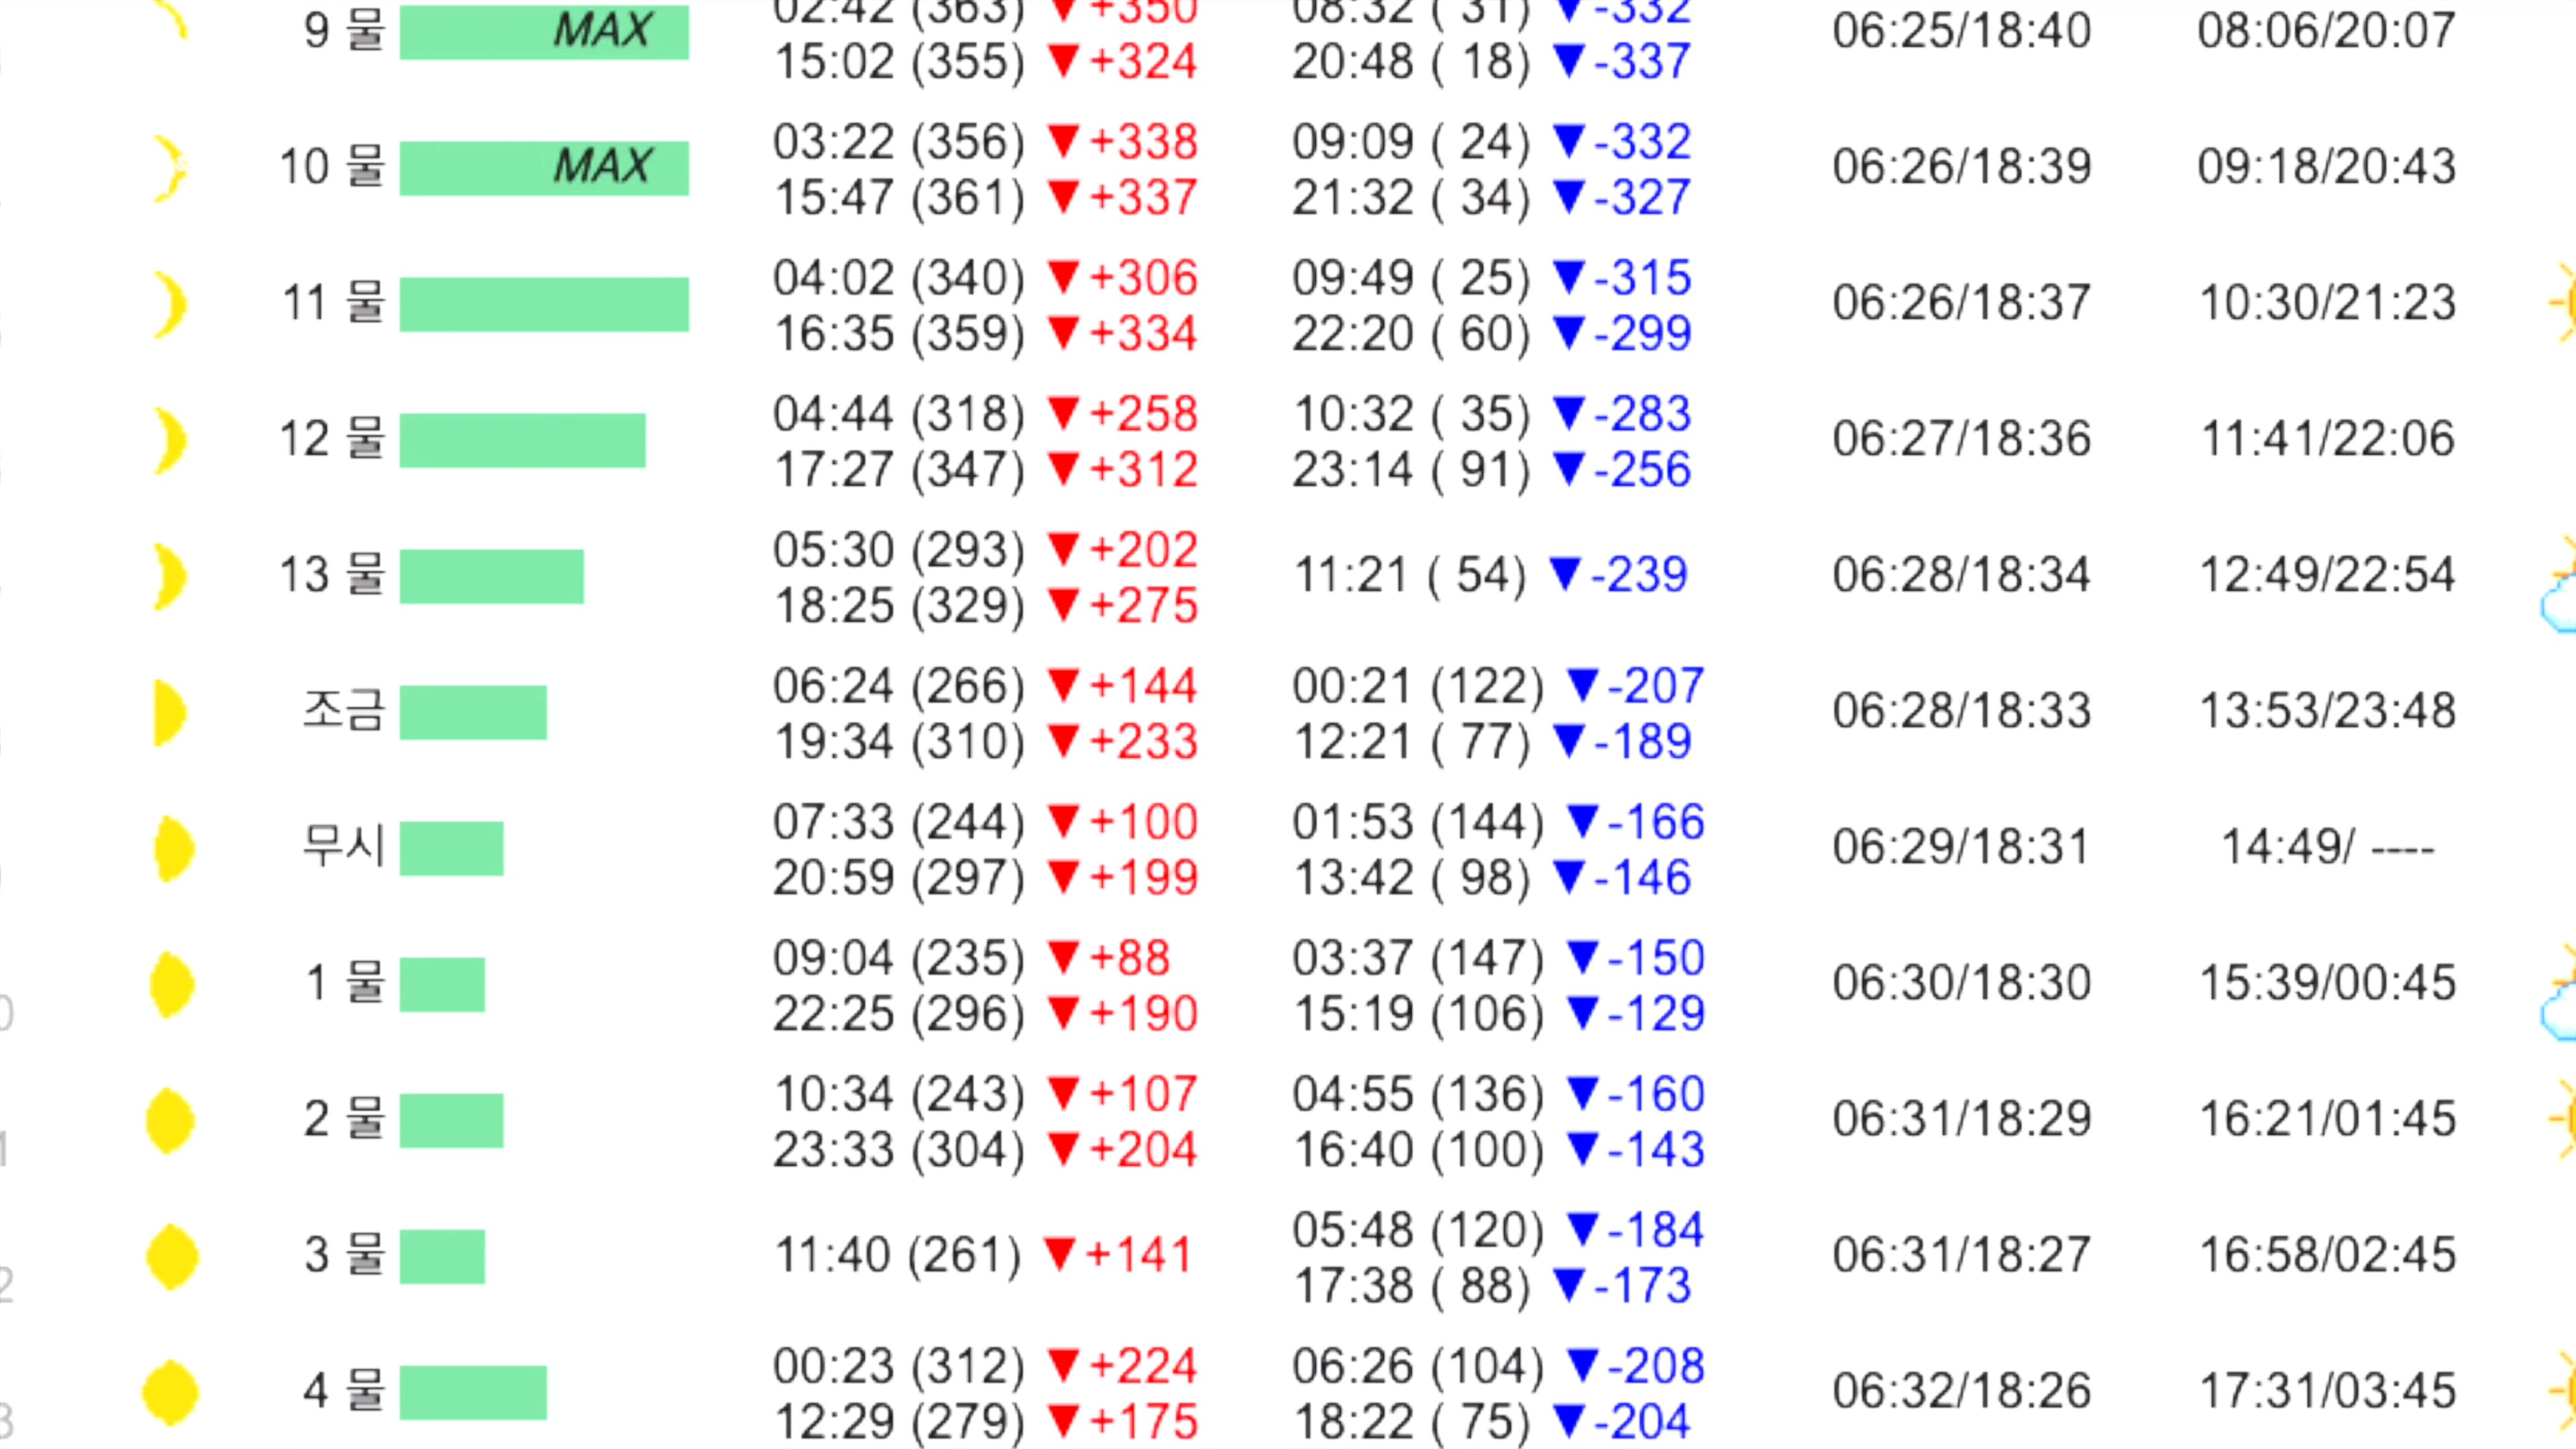 9 물 MAX 02:42 (363) ▼+350 08:32 ( 31) ▼-332 06:25/18:40 08:06/20:07
15:02 (355) ▼+324 20:48 ( 18) ▼-337
10 물 MAX 03:22 (356) ▼+338 09:09 ( 24) ▼-332 06:26/18:39 09:18/20:43
15:47 (361) ▼+337 21:32 ( 34) ▼-327
11 물 04:02 (340) ▼+306 09:49 ( 25) ▼-315 06:26/18:37 10:30/21:23
16:35 (359) ▼+334 22:20 ( 60) ▼-299
12 물 04:44 (318) ▼+258 10:32 ( 35) ▼-283 06:27/18:36 11:41/22:06
17:27 (347) ▼+312 23:14 ( 91) ▼-256
13 물 05:30 (293) ▼+202 11:21 ( 54) ▼-239 06:28/18:34 12:49/22:54
18:25 (329) ▼+275
조금 06:24 (266) ▼+144 00:21 (122) ▼-207 06:28/18:33 13:53/23:48
19:34 (310) ▼+233 12:21 ( 77) ▼-189
무시 07:33 (244) ▼+100 01:53 (144) ▼-166 06:29/18:31 14:49/ ----
20:59 (297) ▼+199 13:42 ( 98) ▼-146
1 물 09:04 (235) ▼+88 03:37 (147) ▼-150 06:30/18:30 15:39/00:45
22:25 (296) ▼+190 15:19 (106) ▼-129
2 물 10:34 (243) ▼+107 04:55 (136) ▼-160 06:31/18:29 16:21/01:45
23:33 (304) ▼+204 16:40 (100) ▼-143
3 물 11:40 (261) ▼+141 05:48 (120) ▼-184 06:31/18:27 16:58/02:45
17:38 ( 88) ▼-173
4 물 00:23 (312) ▼+224 06:26 (104) ▼-208 06:32/18:26 17:31/03:45
12:29 (279) ▼+175 18:22 ( 75) ▼-204